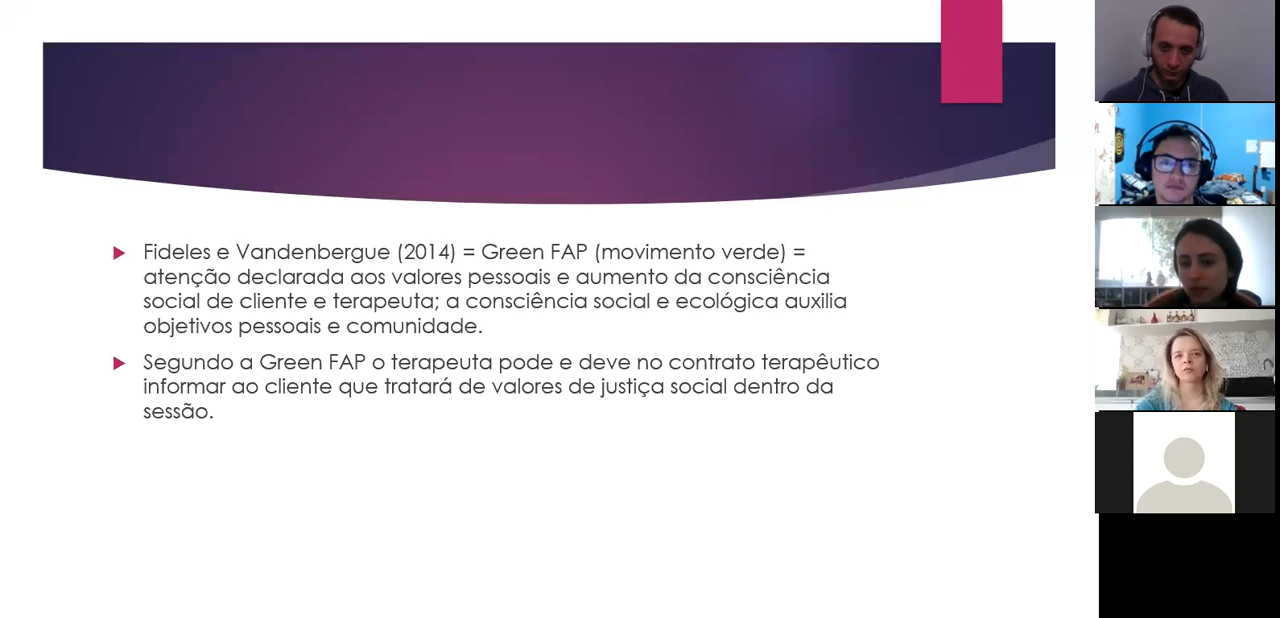 Fideles e Vandenbergue (2014) = Green FAP (movimento verde) =
atenção declarada aos valores pessoais e aumento da consciência
social de cliente e terapeuta; a consciência social e ecológica auxilia
objetivos pessoais e comunidade.
Segundo a Green FAP o terapeuta pode e deve no contrato terapêutico
informar ao cliente que tratará de valores de justiça social dentro da
sessão.